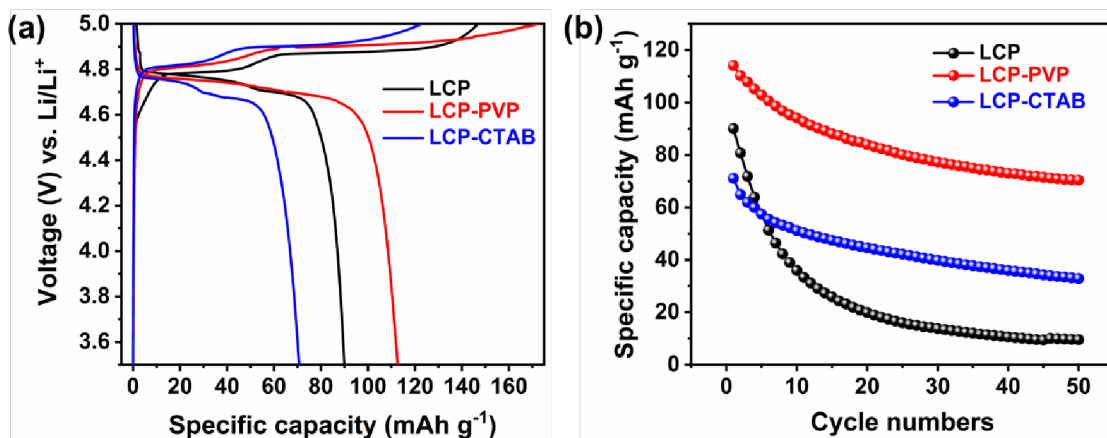 (a)
5.0
4.8
4.6
4.4
4.2
4.0
3.8
3.6
Voltage (V) vs. Li/Li⁺
LCP
LCP-PVP
LCP-CTAB
0 20 40 60 80 100 120 140 160
Specific capacity (mAh g⁻¹)
(b)
120
100
80
60
40
20
0
Specific capacity (mAh g⁻¹)
LCP
LCP-PVP
LCP-CTAB
0 10 20 30 40 50
Cycle numbers